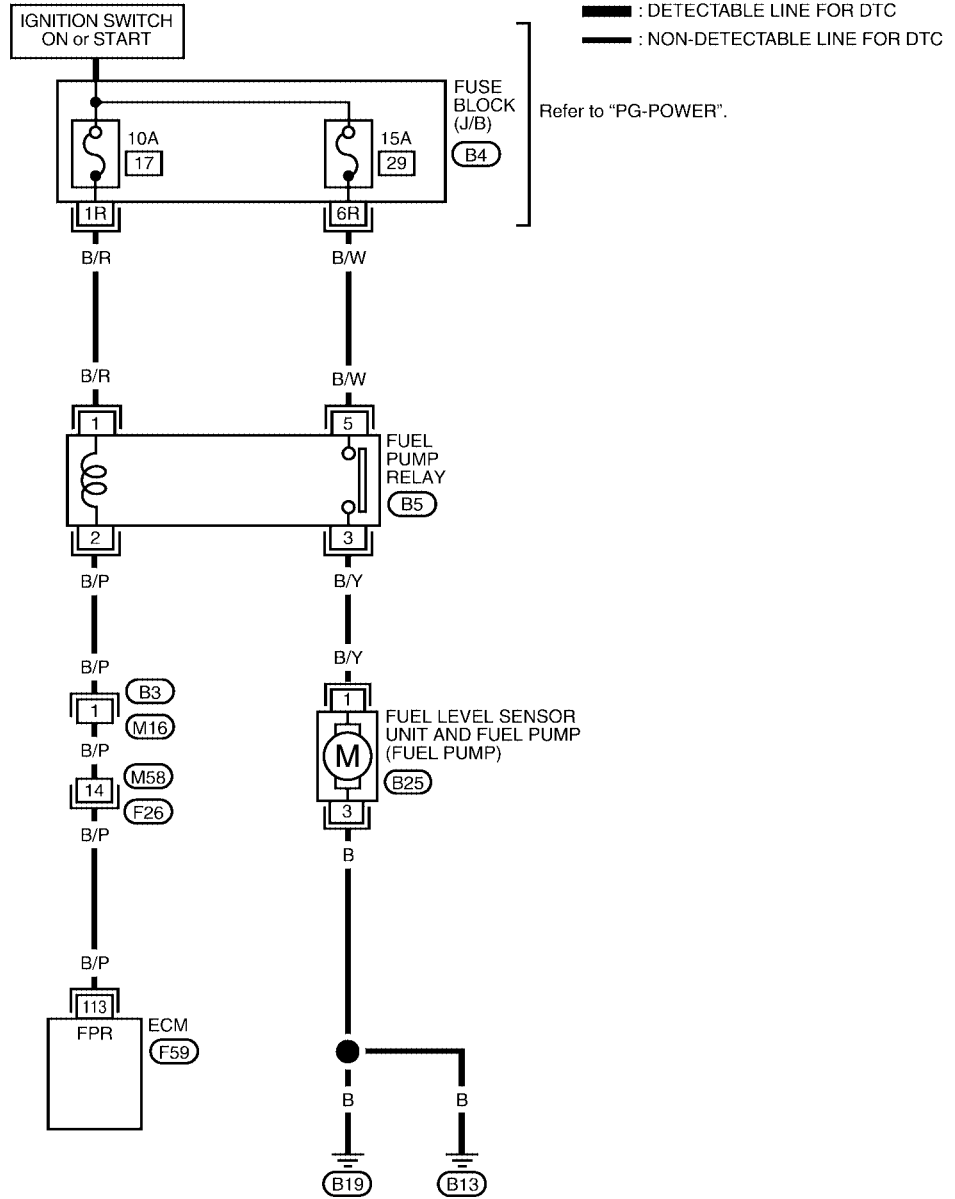 IGNITION SWITCH
ON or START
: DETECTABLE LINE FOR DTC
: NON-DETECTABLE LINE FOR DTC
FUSE
BLOCK
(J/B)
B4
Refer to “PG-POWER”.
10A
17
15A
29
1R
6R
B/R
B/W
B/R
B/W
1
5
FUEL
PUMP
RELAY
B5
2
3
B/P
B/Y
B/P
B/Y
B3
1
M16
1
FUEL LEVEL SENSOR
UNIT AND FUEL PUMP
(FUEL PUMP)
B25
M
B/P
M58
14
F26
3
B/P
B
B/P
113
FPR
ECM
F59
B
B
B19
B13